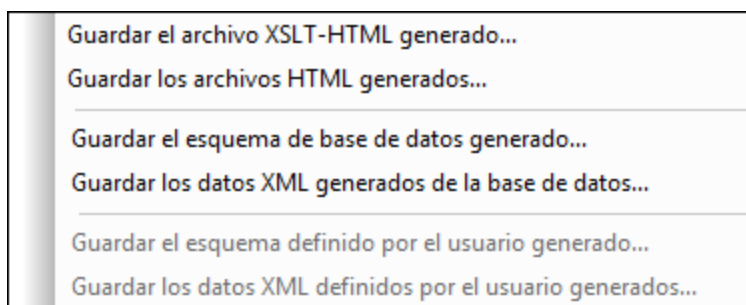 Guardar el archivo XSLT-HTML generado...
Guardar los archivos HTML generados...
Guardar el esquema de base de datos generado...
Guardar los datos XML generados de la base de datos...
Guardar el esquema definido por el usuario generado...
Guardar los datos XML definidos por el usuario generados...